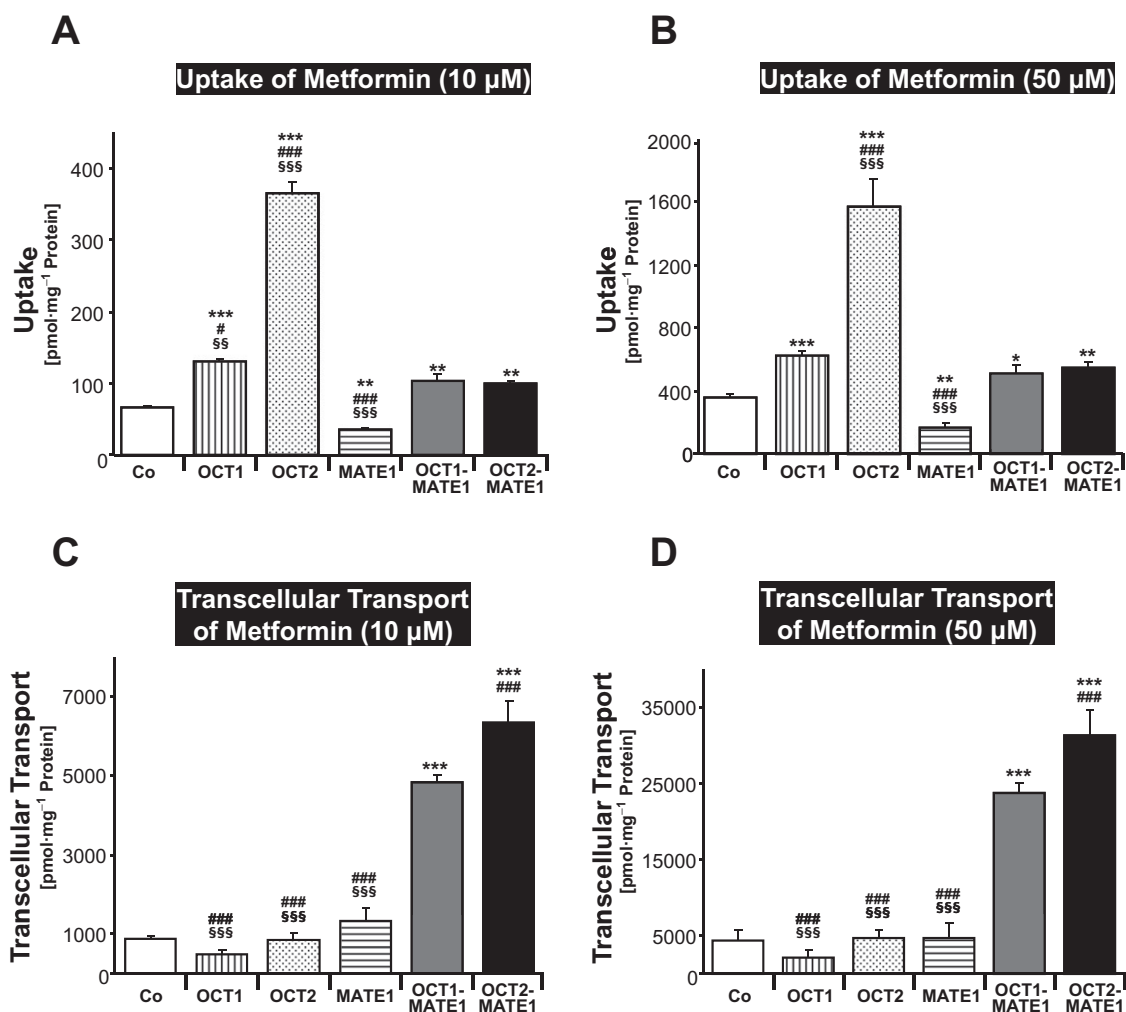 A
Uptake of Metformin (10 µM)
Uptake
[pmol·mg⁻¹ Protein]
400
300
200
100
0
***
#
§§
***
###
§§§
**
###
§§§
**
**
Co
OCT1
OCT2
MATE1
OCT1-
MATE1
OCT2-
MATE1
B
Uptake of Metformin (50 µM)
Uptake
[pmol·mg⁻¹ Protein]
2000
1600
1200
800
400
0
***
***
###
§§§
**
###
§§§
*
**
Co
OCT1
OCT2
MATE1
OCT1-
MATE1
OCT2-
MATE1
C
Transcellular Transport
of Metformin (10 µM)
Transcellular Transport
[pmol·mg⁻¹ Protein]
7000
5000
3000
1000
0
###
§§§
###
§§§
###
§§§
***
***
###
Co
OCT1
OCT2
MATE1
OCT1-
MATE1
OCT2-
MATE1
D
Transcellular Transport
of Metformin (50 µM)
Transcellular Transport
[pmol·mg⁻¹ Protein]
35000
25000
15000
5000
0
###
§§§
###
§§§
###
§§§
***
***
###
Co
OCT1
OCT2
MATE1
OCT1-
MATE1
OCT2-
MATE1